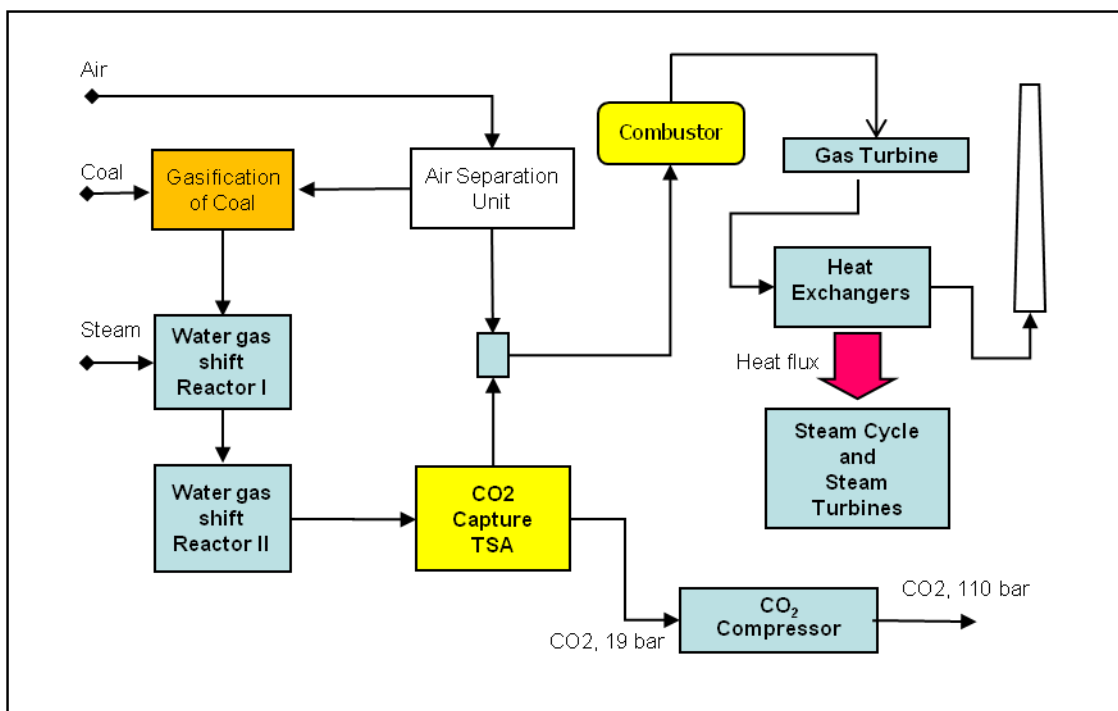 Air
Coal
Gasification
of Coal
Air Separation
Unit
Combustor
Gas Turbine
Heat
Exchangers
Steam
Water gas
shift
Reactor I
Heat flux
Steam Cycle
and
Steam
Turbines
Water gas
shift
Reactor II
CO2
Capture
TSA
CO2, 19 bar
CO₂
Compressor
CO2, 110 bar